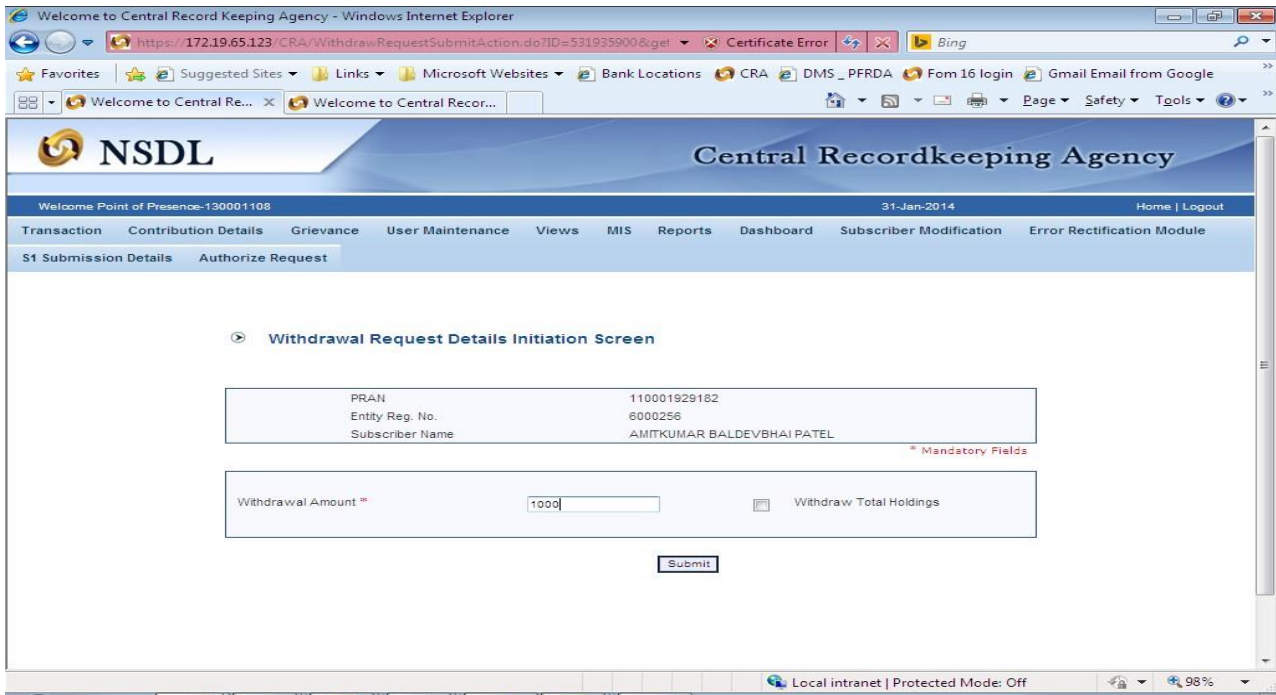 Welcome to Central Record Keeping Agency - Windows Internet Explorer
https://172.19.65.123/CRA/WithdrawRequestSubmitAction.do?ID=531935900&get Certificate Error Bing
Favorites Suggested Sites Links Microsoft Websites Bank Locations CRA DMS_PFRDA Fom 16 login Gmail Email from Google
Welcome to Central Re... Welcome to Central Recor... Page Safety Tools
NSDL Central Recordkeeping Agency
Welcome Point of Presence-130001108 31-Jan-2014 Home | Logout
Transaction Contribution Details Grievance User Maintenance Views MIS Reports Dashboard Subscriber Modification Error Rectification Module
S1 Submission Details Authorize Request
Withdrawal Request Details Initiation Screen
PRAN 110001929182
Entity Reg. No. 6000256
Subscriber Name AMITKUMAR BALDEVBHAI PATEL
* Mandatory Fields
Withdrawal Amount * 1000 Withdraw Total Holdings
Submit
Local intranet | Protected Mode: Off 98%